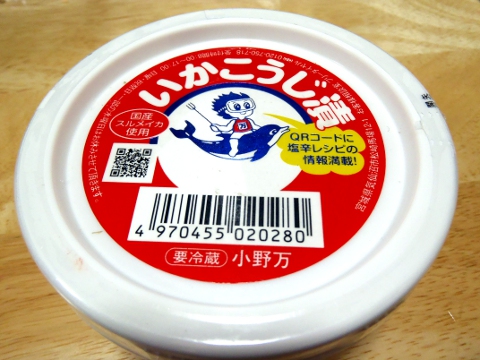 いかこうじ漬
国産
スルメイカ
使用
QRコードに
塩辛レシピの
情報満載!
4 970455 020280
要冷蔵 小野万